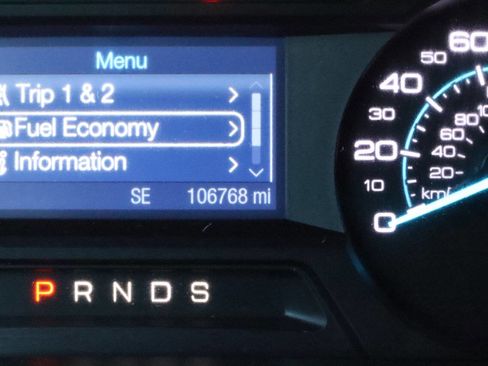 Menu
Trip 1 & 2
Fuel Economy
Information
SE 106768 mi
P R N D S
60
50
40
30
20
10
0
80
60
40
20
km/